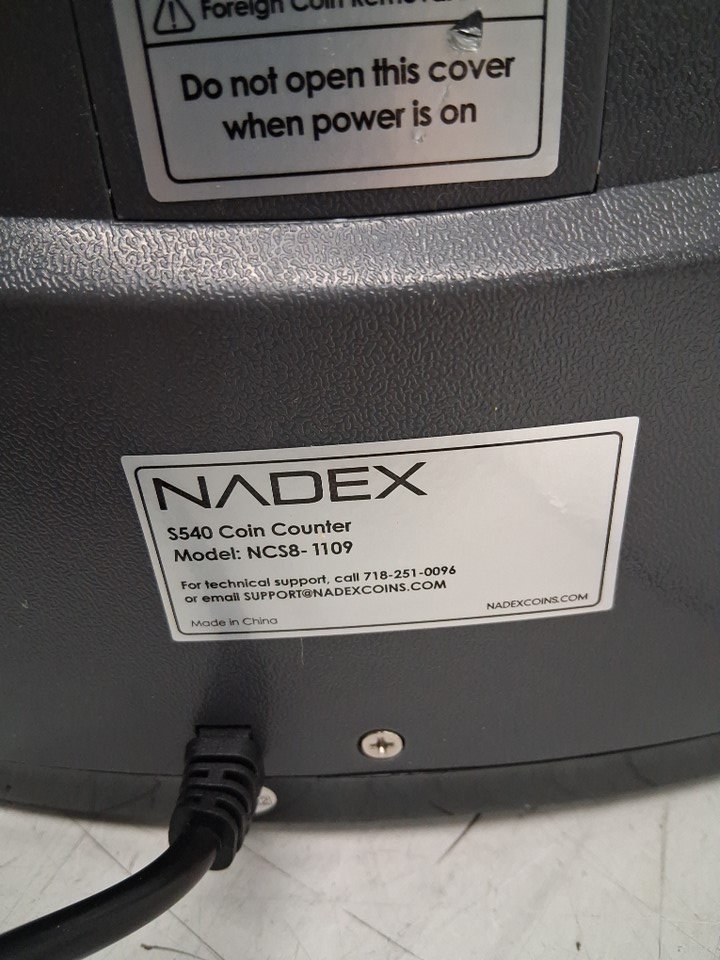 Foreign Coin Removal
Do not open this cover
when power is on
NADEX
S540 Coin Counter
Model: NCS8-1109
For technical support, call 718-251-0096
or email SUPPORT@NADEXCOINS.COM
Made in China
NADEXCOINS.COM